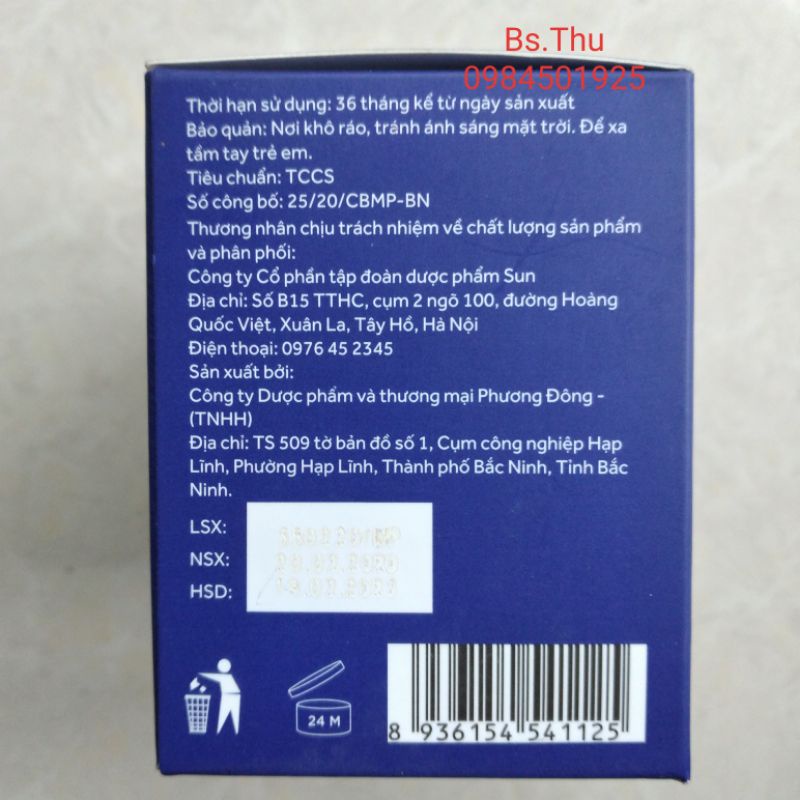 Bs.Thu
0984501925
Thời hạn sử dụng: 36 tháng kể từ ngày sản xuất
Bảo quản: Nơi khô ráo, tránh ánh sáng mặt trời. Để xa
tầm tay trẻ em.
Tiêu chuẩn: TCCS
Số công bố: 25/20/CBMP-BN
Thương nhân chịu trách nhiệm về chất lượng sản phẩm
và phân phối:
Công ty Cổ phần tập đoàn dược phẩm Sun
Địa chỉ: Số B15 TTHC, cụm 2 ngõ 100, đường Hoàng
Quốc Việt, Xuân La, Tây Hồ, Hà Nội
Điện thoại: 0976 45 2345
Sản xuất bởi:
Công ty Dược phẩm và thương mại Phương Đông -
(TNHH)
Địa chỉ: TS 509 tờ bản đồ số 1, Cụm công nghiệp Hạp
Lĩnh, Phường Hạp Lĩnh, Thành phố Bắc Ninh, Tỉnh Bắc
Ninh.
LSX:
NSX:
HSD:
24 M
8 936154 541125